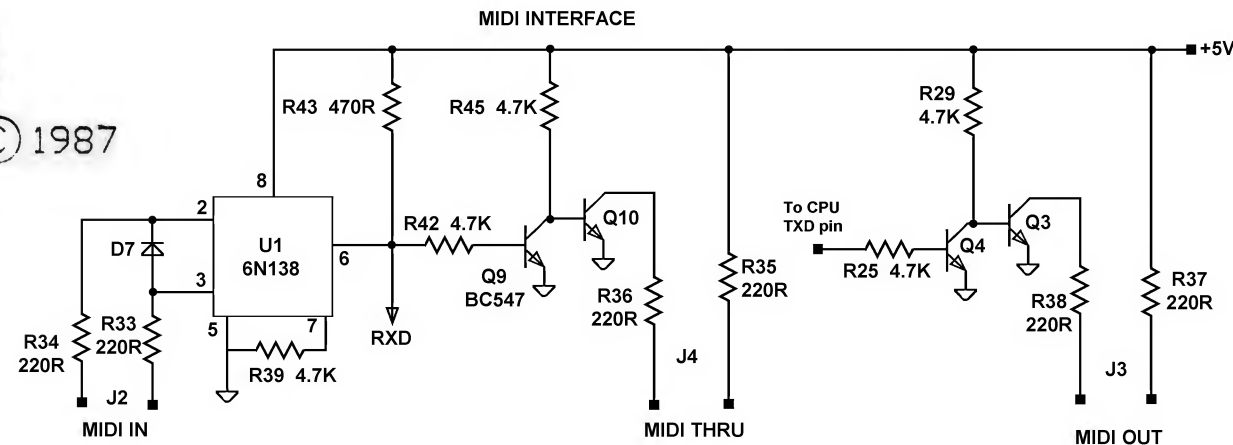 MIDI INTERFACE
+5V
© 1987
R43 470R
R45 4.7K
R29
4.7K
8
2
D7
U1
6N138
6
3
5
7
R42 4.7K
Q9
BC547
Q10
To CPU
TXD pin
R25 4.7K
Q4
Q3
R34
220R
R33
220R
R39 4.7K
RXD
R36
220R
R35
220R
R38
220R
R37
220R
J2
J4
J3
MIDI IN
MIDI THRU
MIDI OUT